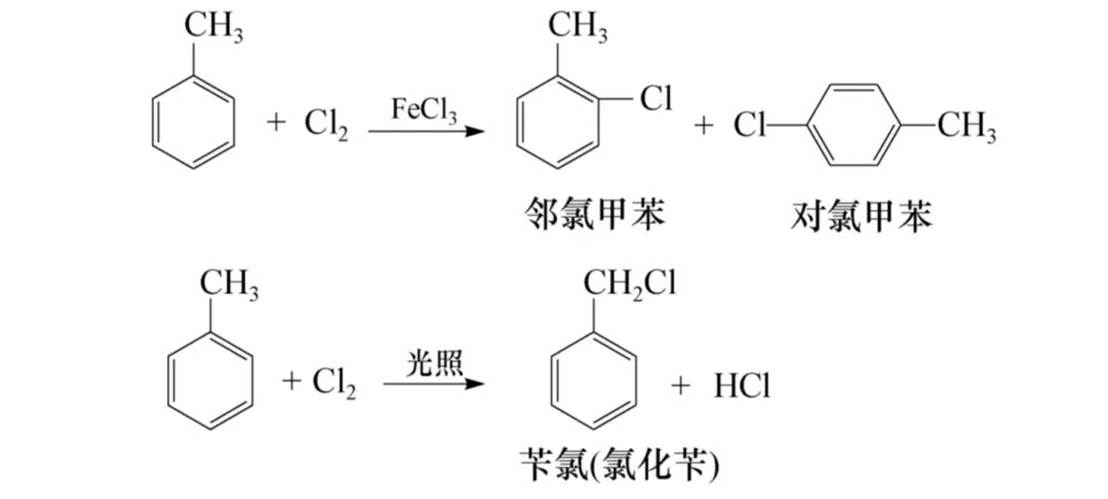 CH₃ CH₃
+ Cl₂ FeCl₃ Cl + Cl CH₃
邻氯甲苯 对氯甲苯
CH₃ CH₂Cl
+ Cl₂ 光照 + HCl
苄氯(氯化苄)